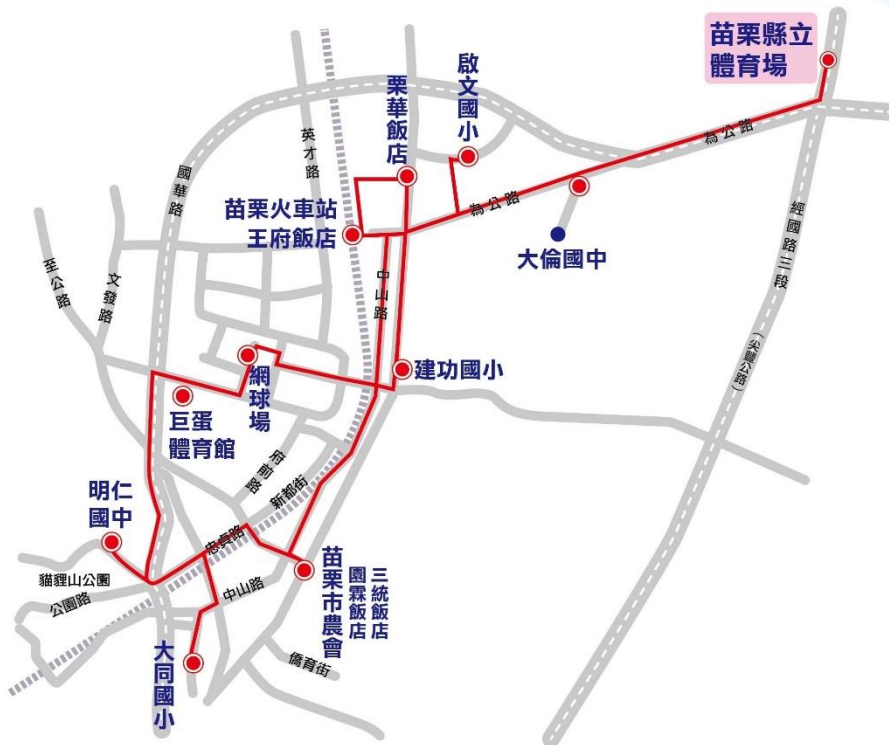 苗栗縣立
體育場
啟文國小
栗華飯店
為公路
英才路
國華路
苗栗火車站
王府飯店
為公路
大倫國中
經國路三段
（尖豐公路）
至公路
文發路
中山路
建功國小
網球場
巨蛋
體育館
府前路
新都街
明仁
國中
忠貞路
貓貍山公園
公園路
中山路
苗栗市農會
園霖飯店
三統飯店
大同國小
僑育街